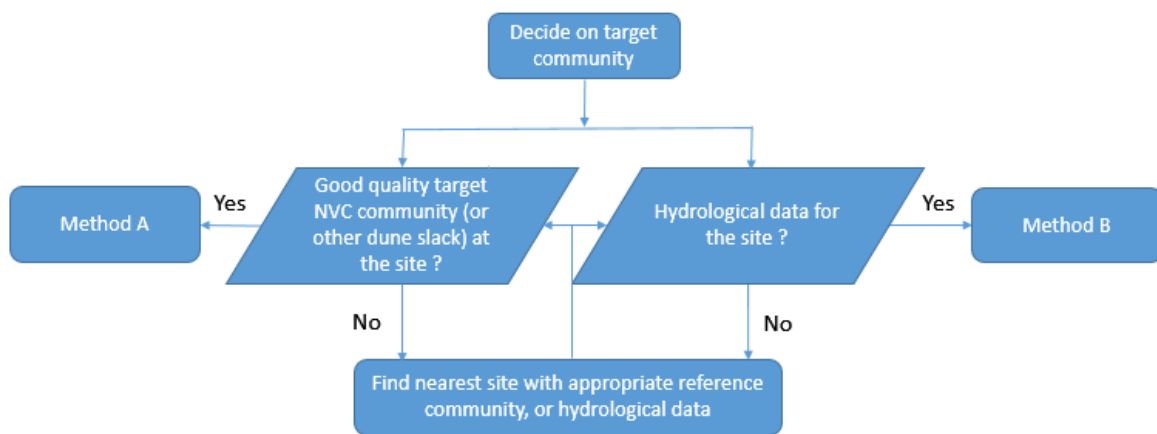 Decide on target
community
Good quality target
NVC community (or
other dune slack) at
the site ?
Hydrological data for
the site ?
Yes
Method A
Yes
Method B
No
No
Find nearest site with appropriate reference
community, or hydrological data